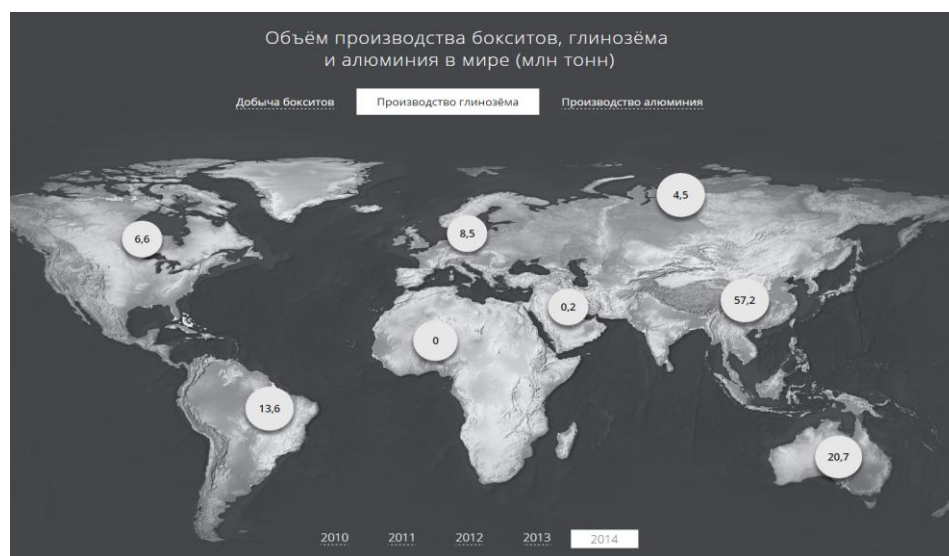 Объём производства бокситов, глинозёма
и алюминия в мире (млн тонн)
Добыча бокситов Производство глинозёма Производство алюминия
4,5
6,6
8,5
57,2
0,2
0
13,6
20,7
2010 2011 2012 2013 2014